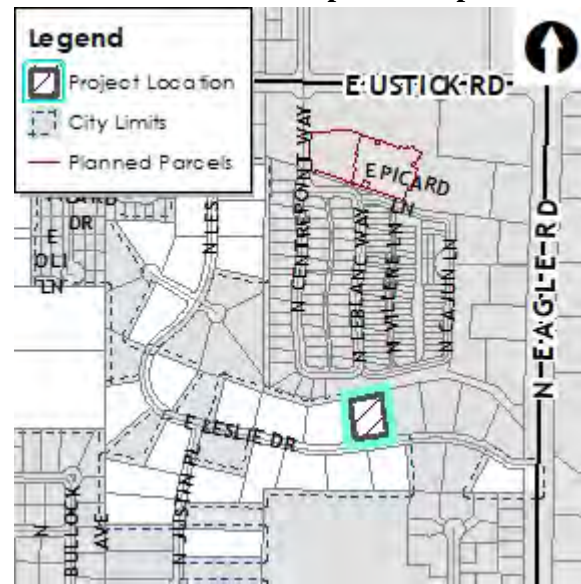 Legend
Project Location
City Limits
Planned Parcels
E USTICK RD
E PICARD
LN
N CENTREPOINT WAY
N LEBLANC WAY
N VILLERE LN
N CAJUN LN
N EAGLE RD
DR
E
OLI
LN
N LES
E LESLIE DR
N JUSTIN PL
N
BULLOCK
AVE